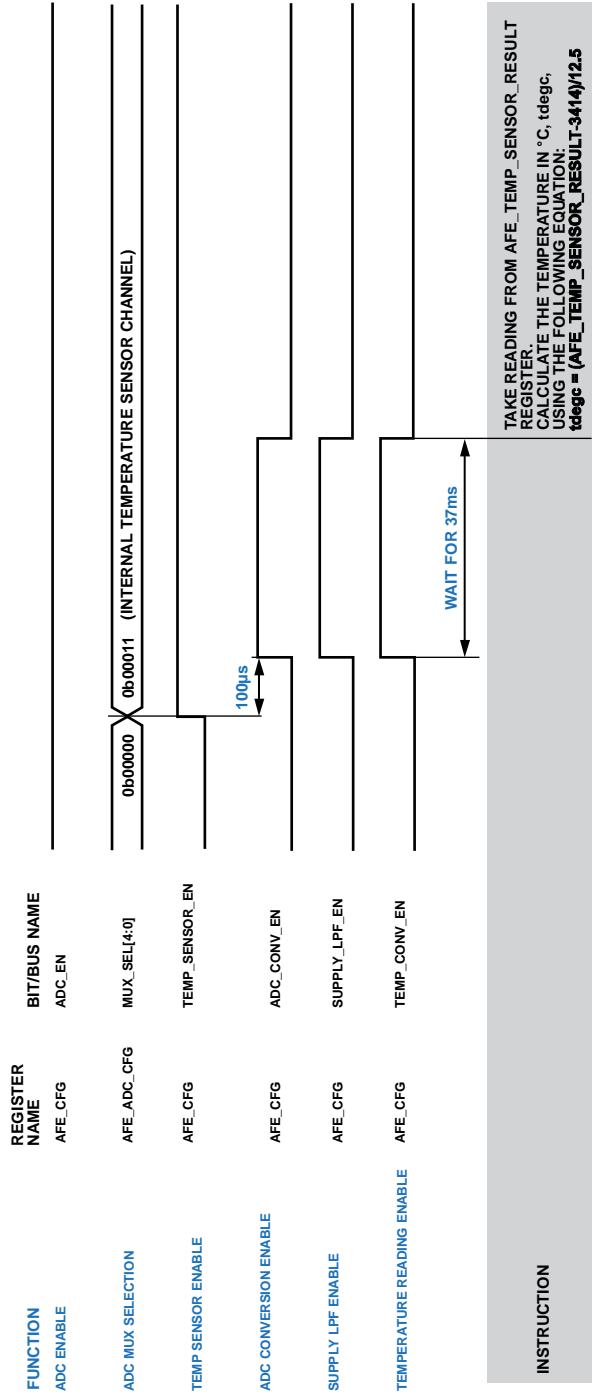 FUNCTION
REGISTER
NAME
BIT/BUS NAME
ADC ENABLE
AFE_CFG
ADC_EN
ADC MUX SELECTION
AFE_ADC_CFG
MUX_SEL[4:0]
0b00000
0b00011 (INTERNAL TEMPERATURE SENSOR CHANNEL)
TEMP SENSOR ENABLE
AFE_CFG
TEMP_SENSOR_EN
100µs
ADC CONVERSION ENABLE
AFE_CFG
ADC_CONV_EN
SUPPLY LPF ENABLE
AFE_CFG
SUPPLY_LPF_EN
TEMPERATURE READING ENABLE
AFE_CFG
TEMP_CONV_EN
WAIT FOR 37ms
INSTRUCTION
TAKE READING FROM AFE_TEMP_SENSOR_RESULT
REGISTER.
CALCULATE THE TEMPERATURE IN °C, tdegc,
USING THE FOLLOWING EQUATION:
tdegc = (AFE_TEMP_SENSOR_RESULT-3414)/12.5